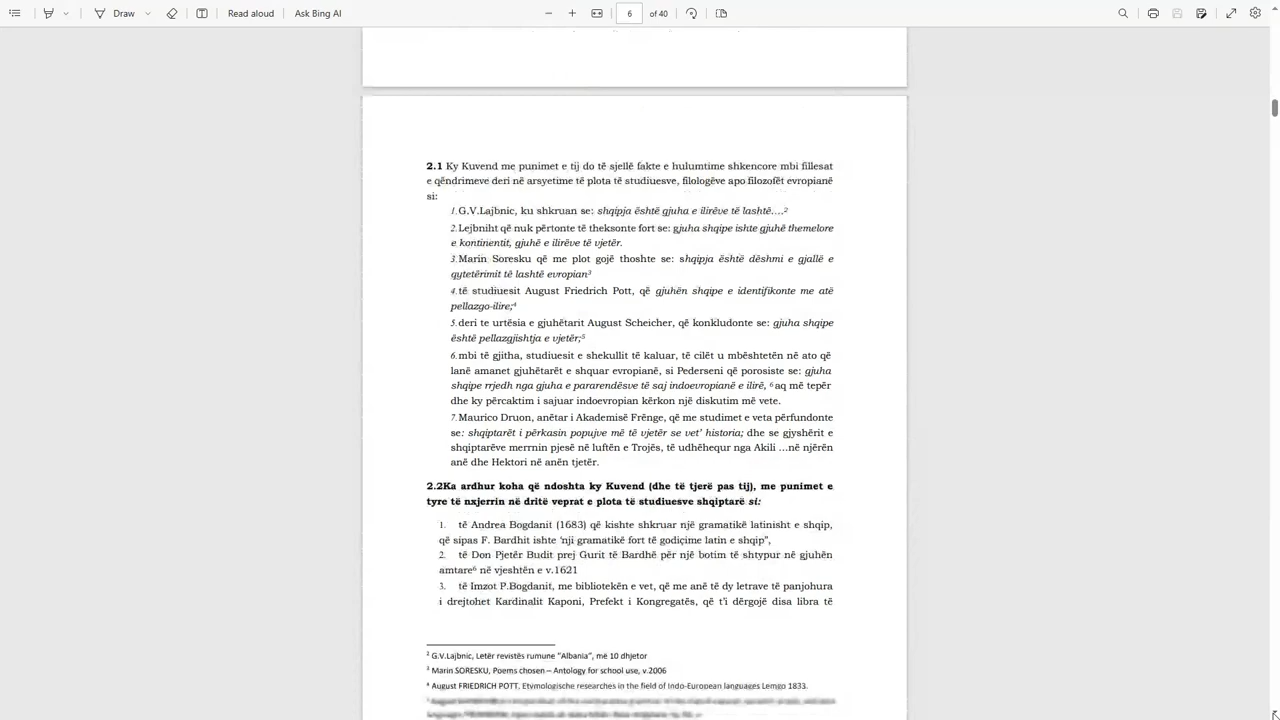 Draw
Read aloud
Ask Bing AI
6
of 40
2.1 Ky Kuvend me punimet e tij do të sjellë fakte e hulumtime shkencore mbi fillesat
e qëndrimeve deri në arsyetime të plota të studiuesve, filologëve apo filozofët evropianë
si:
1.G.V.Lajbnic, ku shkruan se: shqipja është gjuha e ilirëve të lashtë....²
2.Lejbniht që nuk përtonte të theksonte fort se: gjuha shqipe ishte gjuhë themelore
e kontinentit, gjuhë e ilirëve të vjetër.
3.Marin Soresku që me plot gojë thoshte se: shqipja është dëshmi e gjallë e
qytetërimit të lashtë evropian³
4.të studiuesit August Friedrich Pott, që gjuhën shqipe e identifikonte me atë
pellazgo-ilire;⁴
5.deri te urtësia e gjuhëtarit August Scheicher, që konkludonte se: gjuha shqipe
është pellazgjishtja e vjetër;⁵
6.mbi të gjitha, studiuesit e shekullit të kaluar, të cilët u mbështetën në ato që
lanë amanet gjuhëtarët e shquar evropianë, si Pederseni që porosiste se: gjuha
shqipe rrjedh nga gjuha e pararendësve të saj indoevropianë e ilirë, ⁶ aq më tepër
dhe ky përcaktim i sajuar indoevropian kërkon një diskutim më vete.
7.Maurico Druon, anëtar i Akademisë Frënge, që me studimet e veta përfundonte
se: shqiptarët i përkasin popujve më të vjetër se vet' historia; dhe se gjyshërit e
shqiptarëve merrnin pjesë në luftën e Trojës, të udhëhequr nga Akili ...në njërën
anë dhe Hektori në anën tjetër.
2.2Ka ardhur koha që ndoshta ky Kuvend (dhe të tjerë pas tij), me punimet e
tyre të nxjerrin në dritë veprat e plota të studiuesve shqiptarë si:
1. të Andrea Bogdanit (1683) që kishte shkruar një gramatikë latinisht e shqip,
që sipas F. Bardhit ishte 'nji gramatikë fort të godiçime latin e shqip",
2. të Don Pjetër Budit prej Gurit të Bardhë për një botim të shtypur në gjuhën
amtare⁶ në vjeshtën e v.1621
3. të Imzot P.Bogdanit, me bibliotekën e vet, që me anë të dy letrave të panjohura
i drejtohet Kardinalit Kaponi, Prefekt i Kongregatës, që t'i dërgojë disa libra të
² G.V.Lajbnic, Letër revistës rumune "Albania", më 10 dhjetor
³ Marin SORESKU, Poems chosen – Antology for school use, v.2006
⁴ August FRIEDRICH POTT, Etymologische researches in the field of Indo-European languages Lemgo 1833.